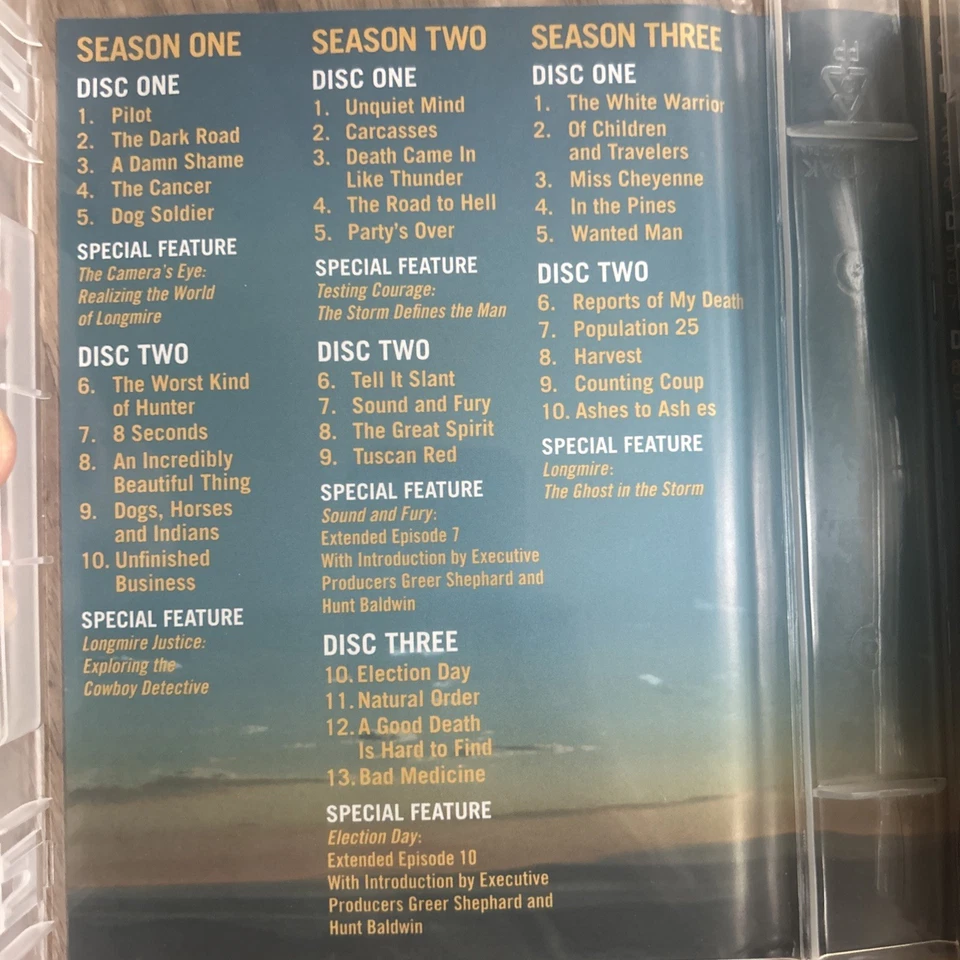 SEASON ONE
DISC ONE
1. Pilot
2. The Dark Road
3. A Damn Shame
4. The Cancer
5. Dog Soldier
SPECIAL FEATURE
The Camera's Eye:
Realizing the World
of Longmire
DISC TWO
6. The Worst Kind
of Hunter
7. 8 Seconds
8. An Incredibly
Beautiful Thing
9. Dogs, Horses
and Indians
10. Unfinished
Business
SPECIAL FEATURE
Longmire Justice:
Exploring the
Cowboy Detective
SEASON TWO
DISC ONE
1. Unquiet Mind
2. Carcasses
3. Death Came In
Like Thunder
4. The Road to Hell
5. Party's Over
SPECIAL FEATURE
Testing Courage:
The Storm Defines the Man
DISC TWO
6. Tell It Slant
7. Sound and Fury
8. The Great Spirit
9. Tuscan Red
SPECIAL FEATURE
Sound and Fury:
Extended Episode 7
With Introduction by Executive
Producers Greer Shephard and
Hunt Baldwin
DISC THREE
10. Election Day
11. Natural Order
12. A Good Death
Is Hard to Find
13. Bad Medicine
SPECIAL FEATURE
Election Day:
Extended Episode 10
With Introduction by Executive
Producers Greer Shephard and
Hunt Baldwin
SEASON THREE
DISC ONE
1. The White Warrior
2. Of Children
and Travelers
3. Miss Cheyenne
4. In the Pines
5. Wanted Man
DISC TWO
6. Reports of My Death
7. Population 25
8. Harvest
9. Counting Coup
10. Ashes to Ash es
SPECIAL FEATURE
Longmire:
The Ghost in the Storm